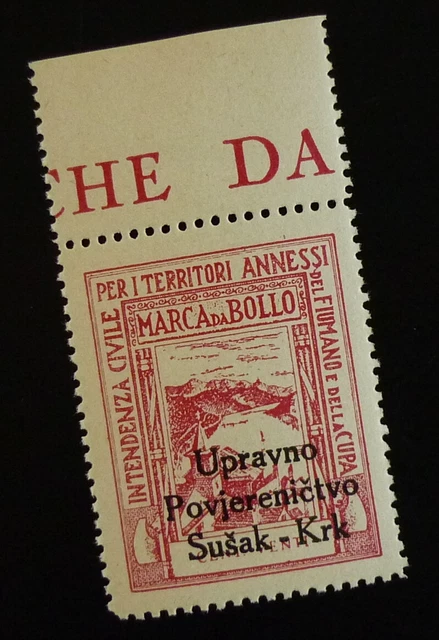 CHE DA
INTENDENZA CIVILE
PER I TERRITORI ANNESSI
DEL FIUMANO E DELLA CUPA
MARCA DA BOLLO
Upravno
Povjereničtvo
Sušak - Krk